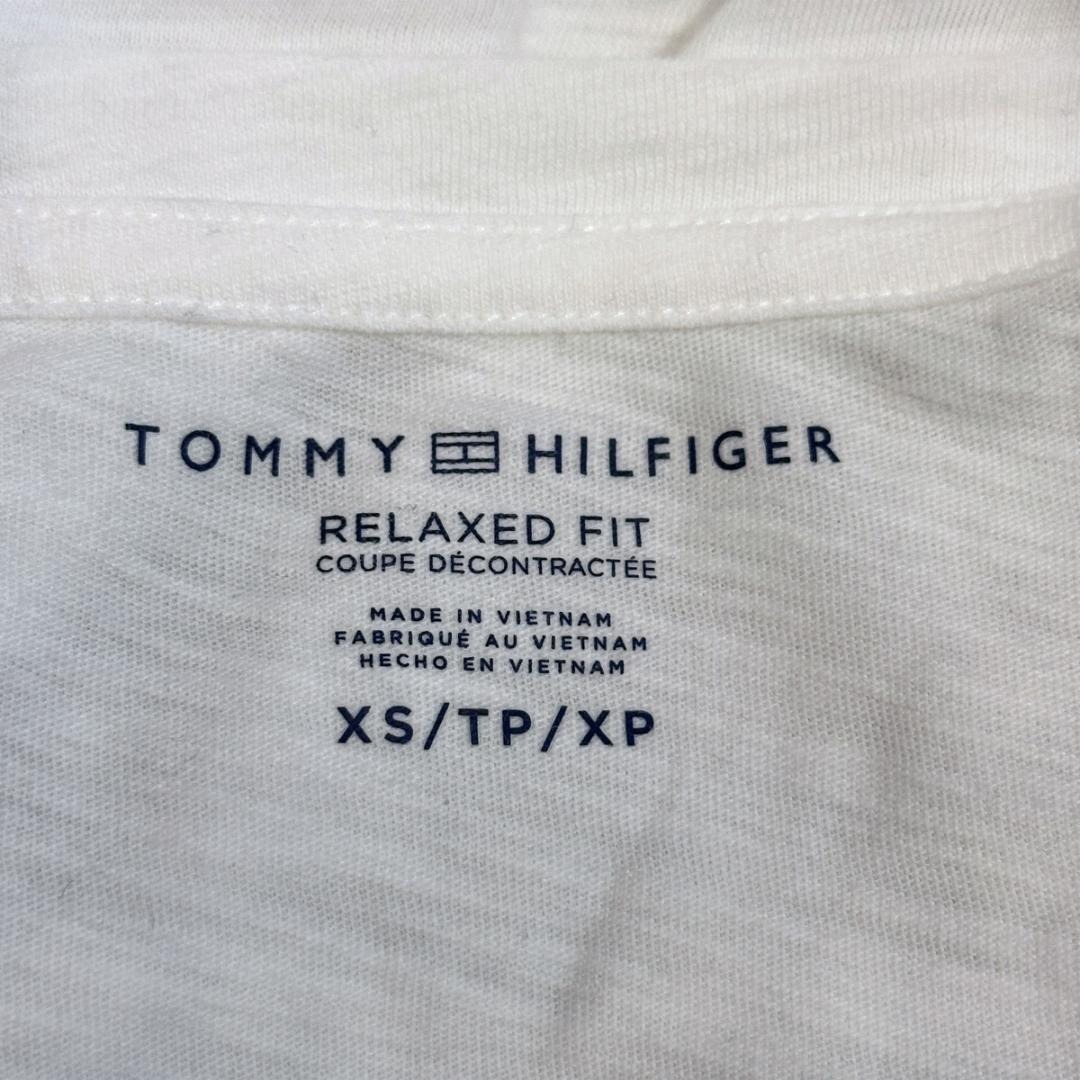 TOMMY HILFIGER
RELAXED FIT
COUPE DÉCONTRACTÉE
MADE IN VIETNAM
FABRIQUÉ AU VIETNAM
HECHO EN VIETNAM
XS/TP/XP